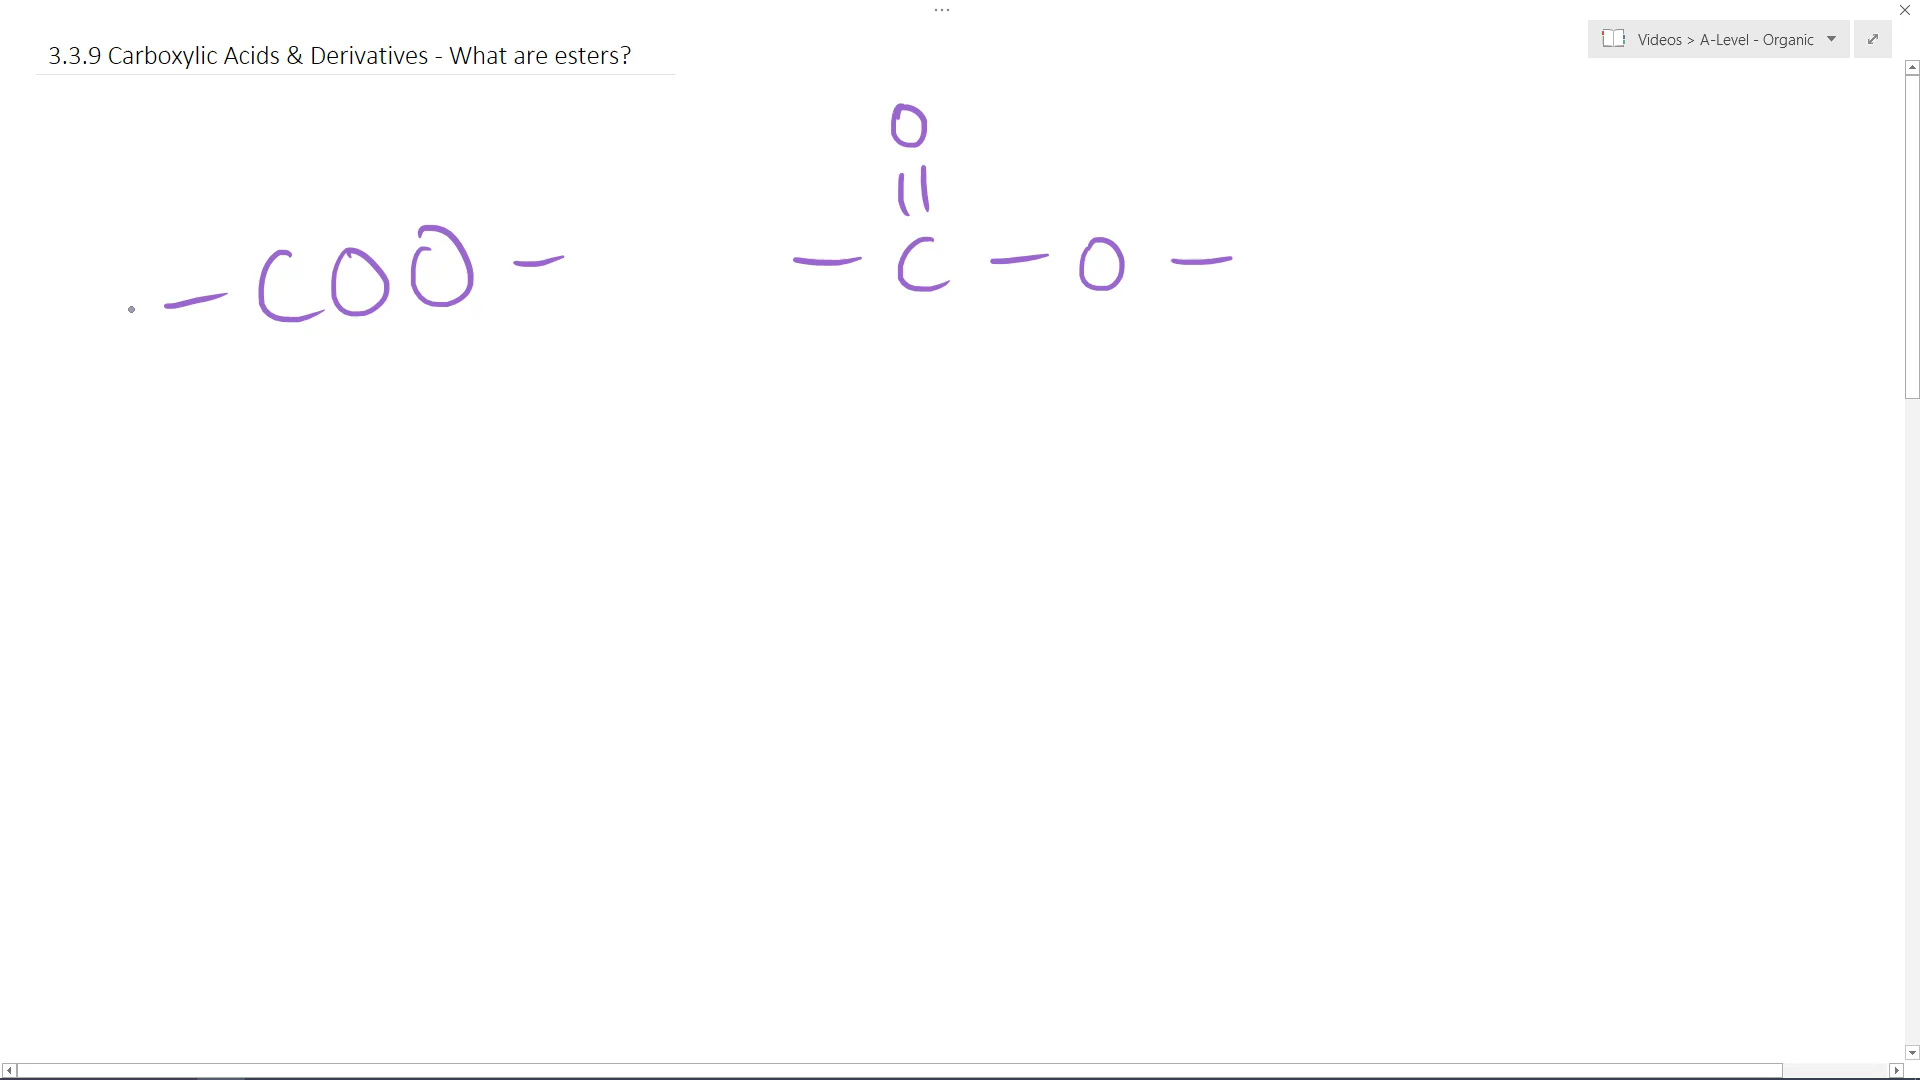 ...
3.3.9 Carboxylic Acids & Derivatives - What are esters?
Videos > A-Level - Organic
O
||
– COO –
– C – O –